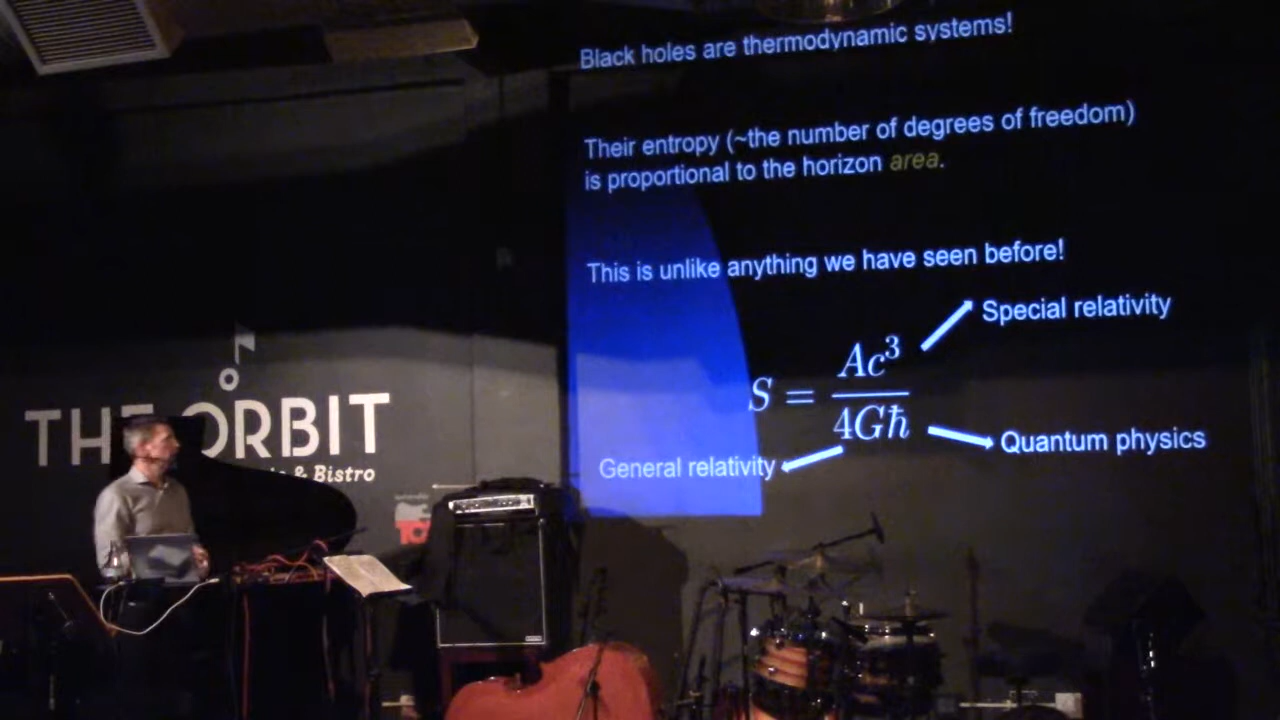 Black holes are thermodynamic systems!
Their entropy (~the number of degrees of freedom)
is proportional to the horizon area.
This is unlike anything we have seen before!
Special relativity
S = Ac³ / 4Għ
Quantum physics
General relativity
THE ORBIT
& Bistro